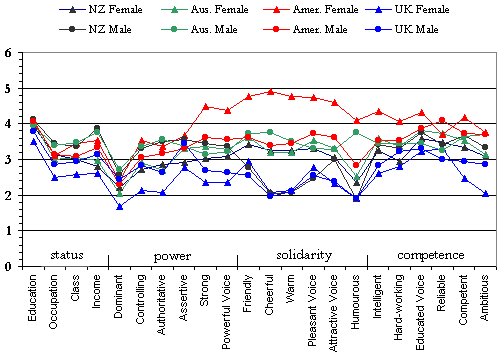 NZ Female Aus. Female Amer. Female UK Female
NZ Male Aus. Male Amer. Male UK Male
6
5
4
3
2
1
0
status power solidarity competence
Education
Occupation
Class
Income
Dominant
Controlling
Authoritative
Assertive
Strong
Powerful Voice
Friendly
Cheerful
Warm
Pleasant Voice
Attractive Voice
Humourous
Intelligent
Hard-working
Educated Voice
Reliable
Competent
Ambitious